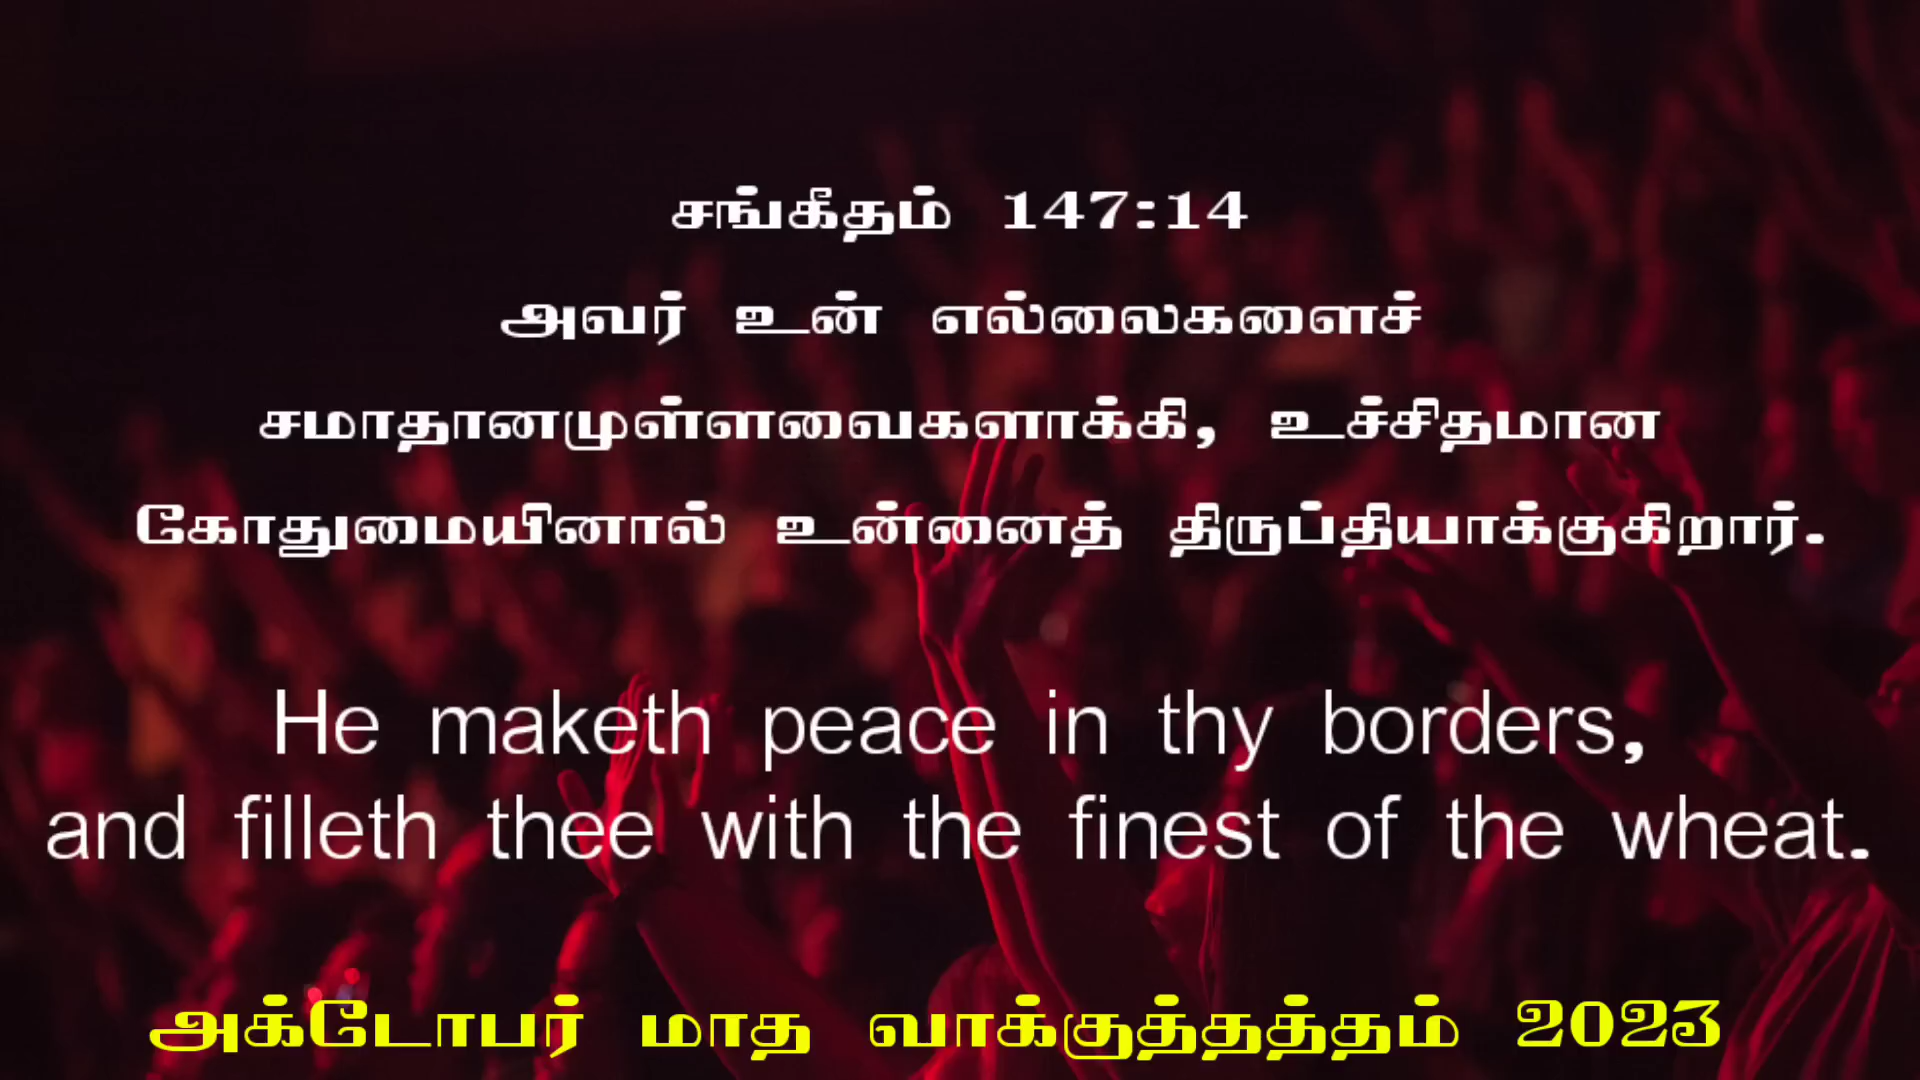 சங்கீதம் 147:14
அவர் உன் எல்லைகளைச்
சமாதானமுள்ளவைகளாக்கி, உச்சிதமான
கோதுமையினால் உன்னைத் திருப்தியாக்குகிறார்.
He maketh peace in thy borders,
and filleth thee with the finest of the wheat.
அக்டோபர் மாத வாக்குத்தத்தம் 2023